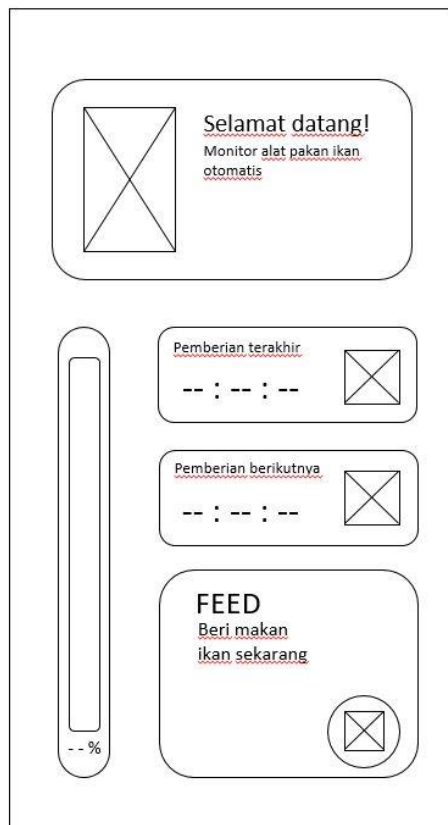 Selamat datang!
Monitor alat pakan ikan
otomatis
Pemberian terakhir
-- : -- : --
Pemberian berikutnya
-- : -- : --
FEED
Beri makan
ikan sekarang
- - %